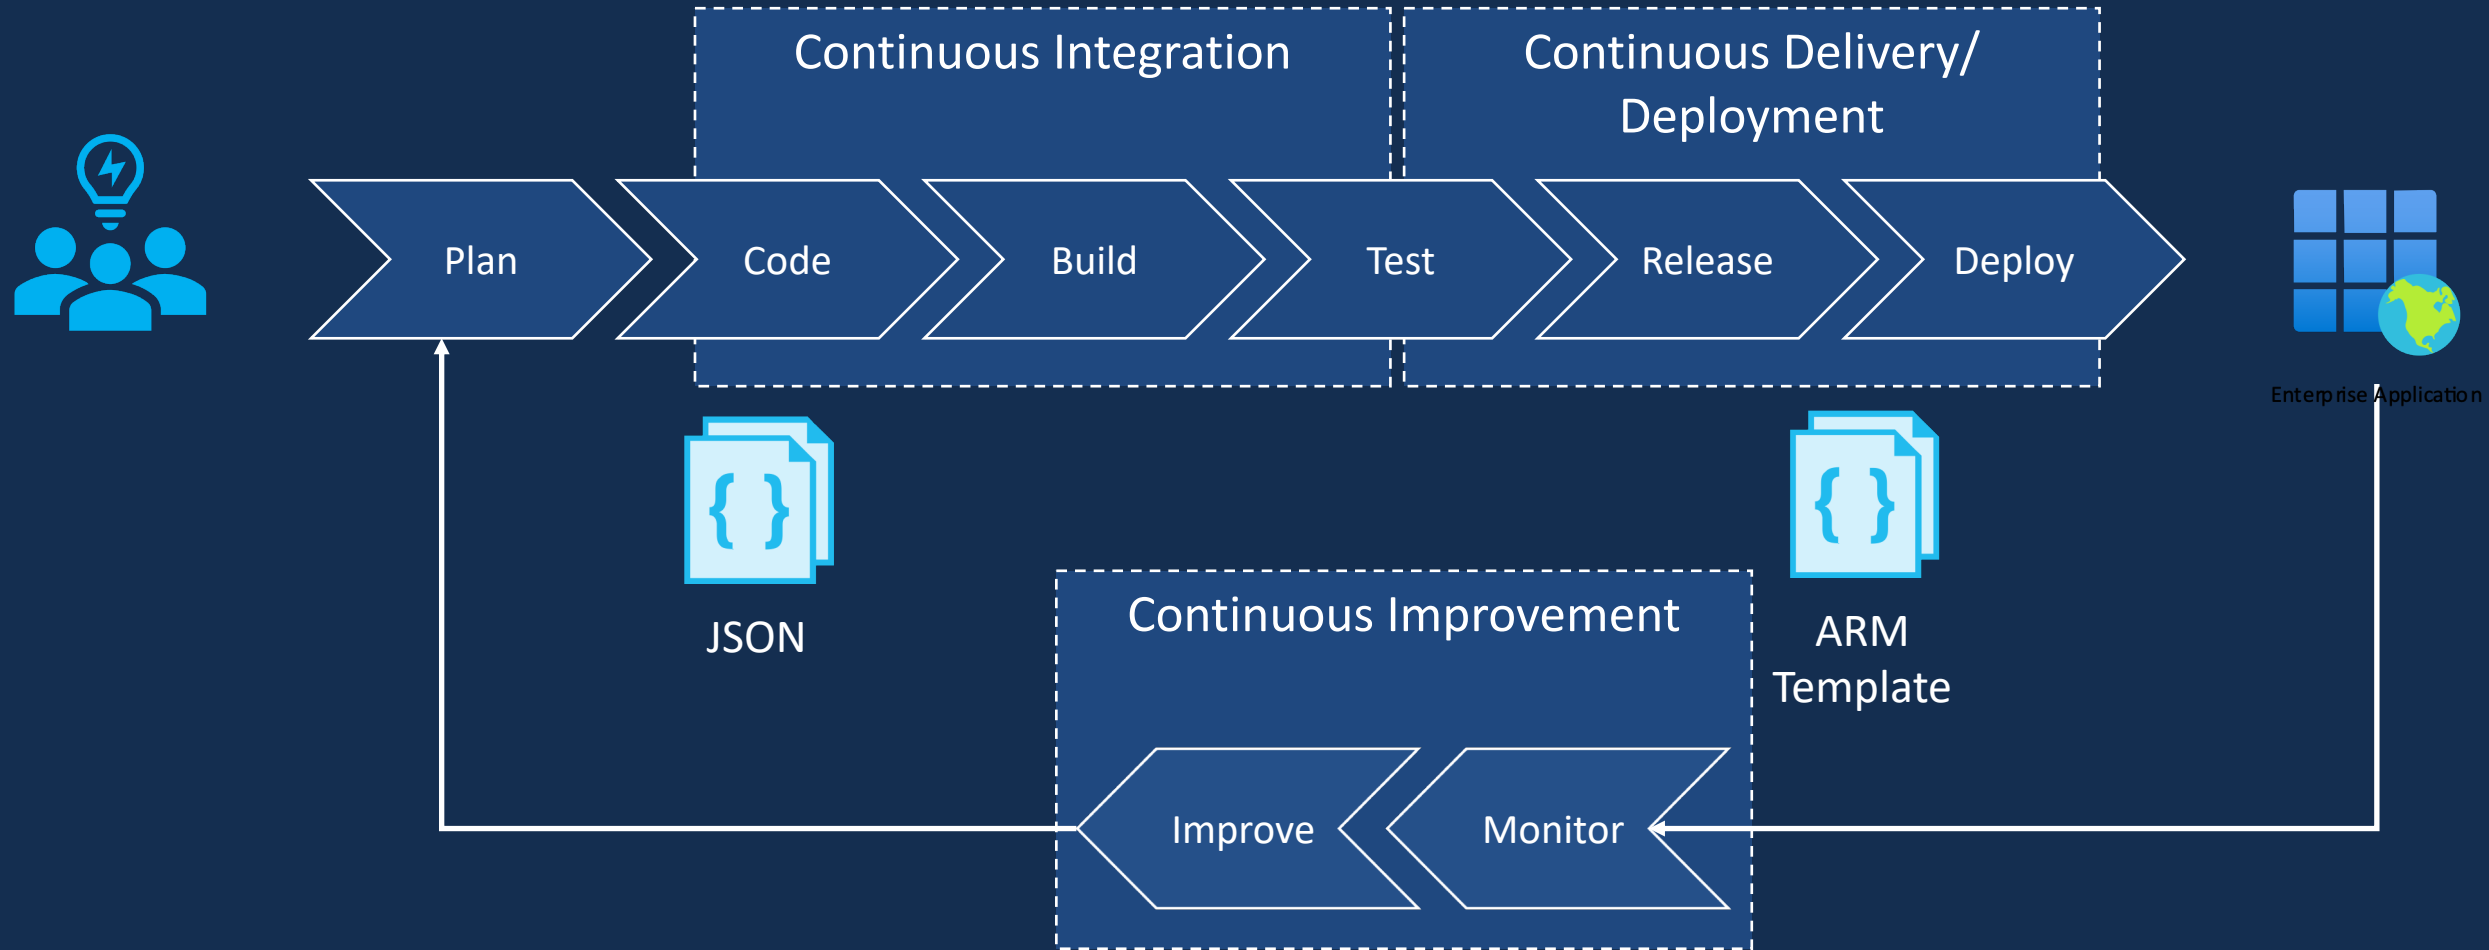 Continuous Integration
Continuous Delivery/
Deployment
Plan
Code
Build
Test
Release
Deploy
Enterprise Application
JSON
ARM
Template
Continuous Improvement
Improve
Monitor